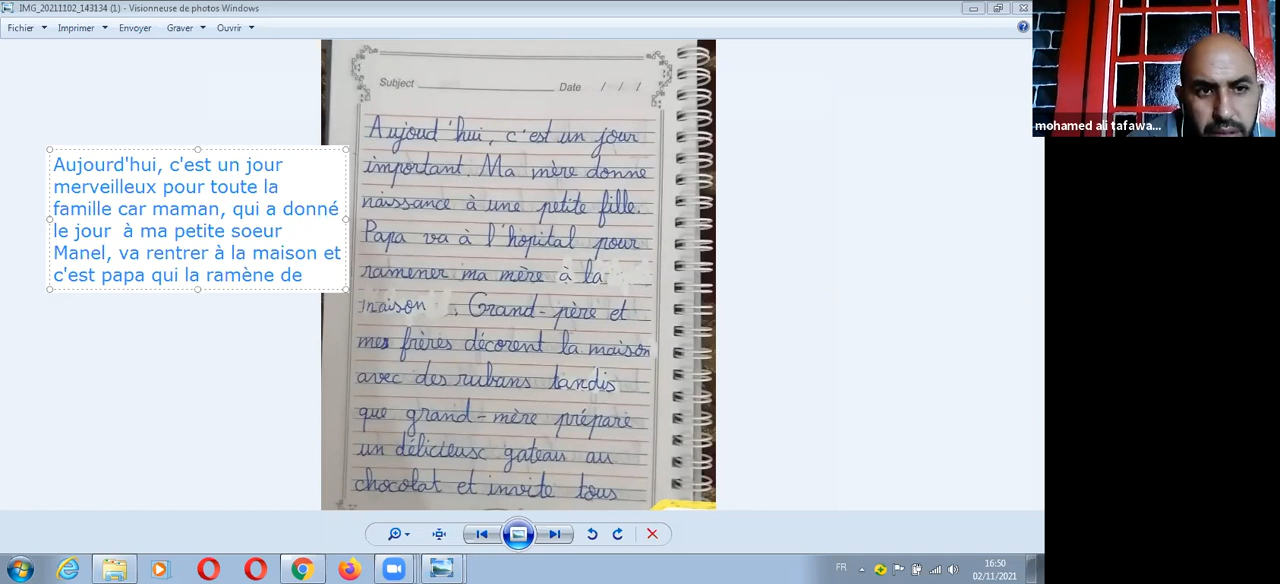 IMG_20211102_143134 (1) - Visionneuse de photos Windows
Fichier Imprimer Envoyer Graver Ouvrir
mohamed ali tafawa...
Subject Date / / /
Aujourd'hui, c'est un jour
merveilleux pour toute la
famille car maman, qui a donné
le jour à ma petite soeur
Manel, va rentrer à la maison et
c'est papa qui la ramène de
Aujoud'hui, c'est un jour
important. Ma mère donne
naissance à une petite fille.
Papa va à l'hôpital pour
ramener ma mère à la
maison. Grand-père et
mes frères décorent la maison
avec des rubans tandis
que grand-mère prépare
un délicieux gateau au
chocolat et invite tous
FR
16:50
02/11/2021